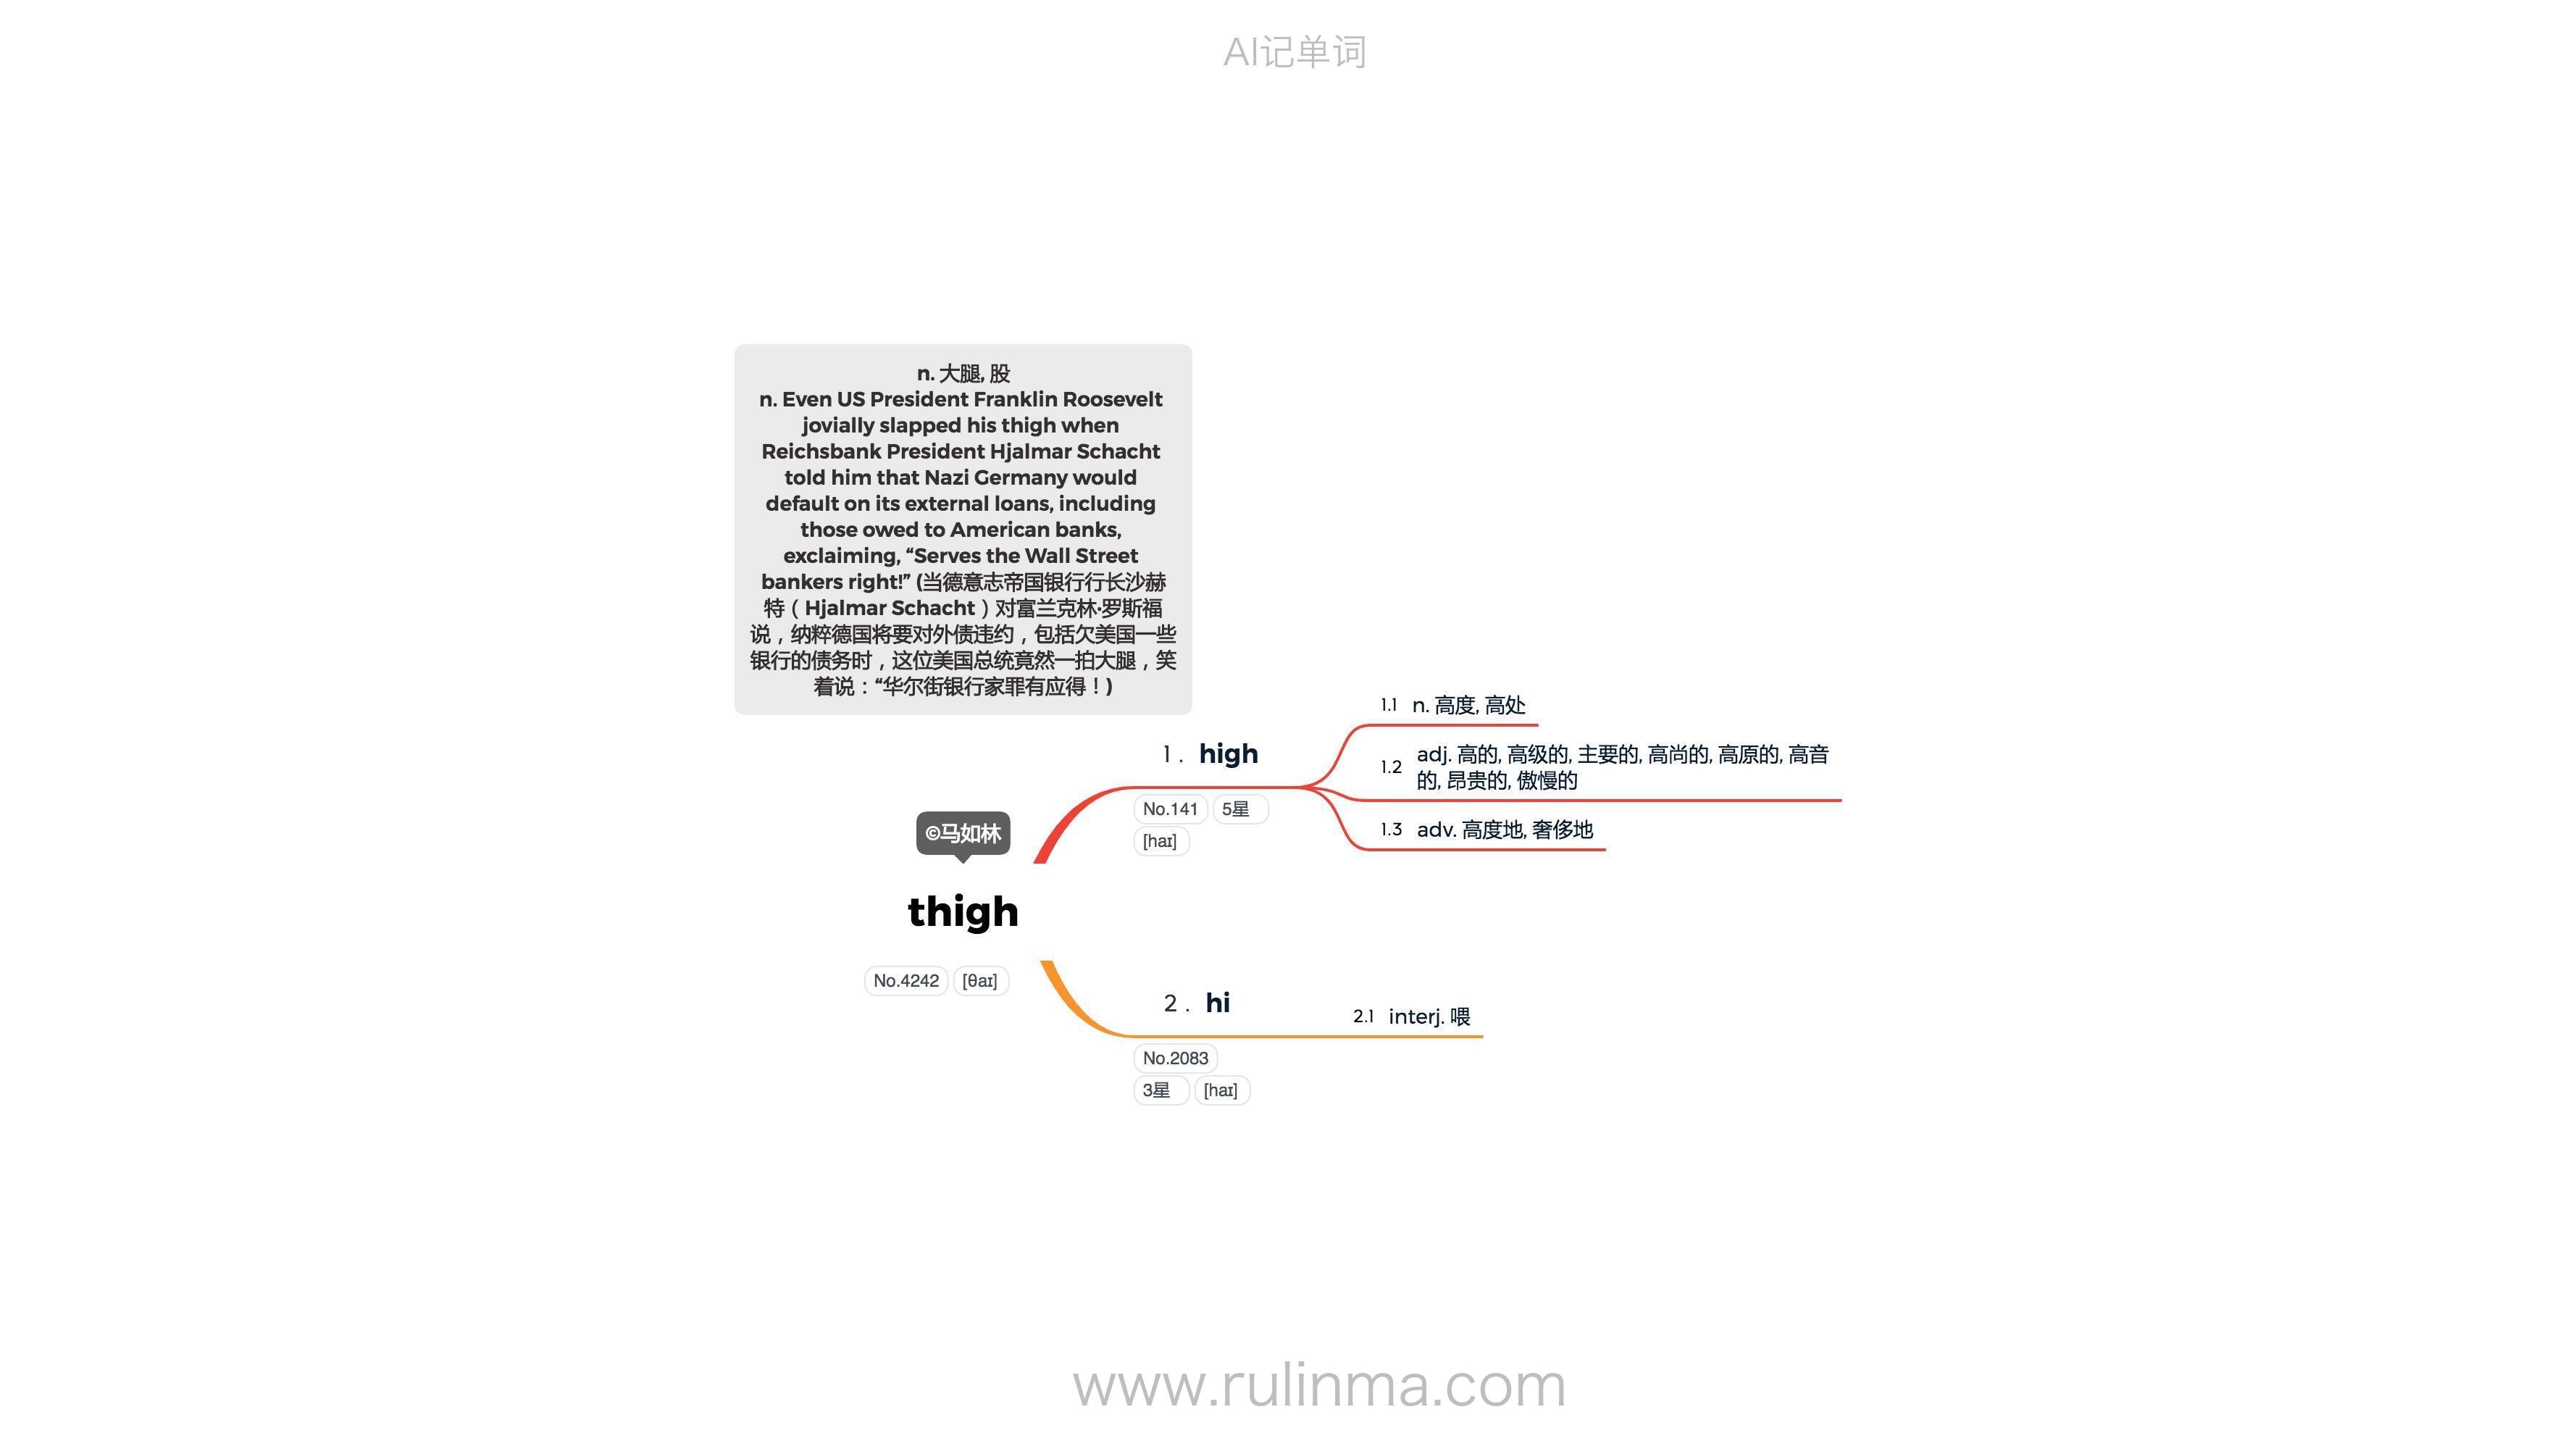 AI记单词
n. 大腿, 股
n. Even US President Franklin Roosevelt
jovially slapped his thigh when
Reichsbank President Hjalmar Schacht
told him that Nazi Germany would
default on its external loans, including
those owed to American banks,
exclaiming, “Serves the Wall Street
bankers right!” (当德意志帝国银行行长沙赫
特（Hjalmar Schacht）对富兰克林·罗斯福
说，纳粹德国将要对外债违约，包括欠美国一些
银行的债务时，这位美国总统竟然一拍大腿，笑
着说：“华尔街银行家罪有应得！)
©马如林
thigh
No.4242 [θaɪ]
1. high
No.141 5星
[haɪ]
1.1 n. 高度, 高处
1.2 adj. 高的, 高级的, 主要的, 高尚的, 高原的, 高音
的, 昂贵的, 傲慢的
1.3 adv. 高度地, 奢侈地
2. hi
No.2083
3星 [haɪ]
2.1 interj. 喂
www.rulinma.com